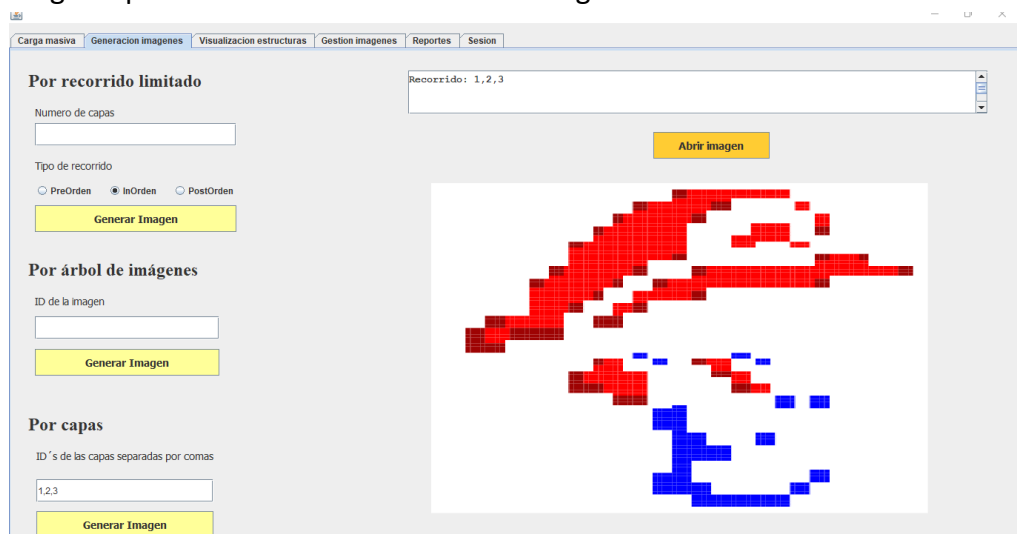 Carga masiva Generacion imagenes Visualizacion estructuras Gestion imagenes Reportes Sesion
Por recorrido limitado
Numero de capas
Tipo de recorrido
PreOrden InOrden PostOrden
Generar Imagen
Por árbol de imágenes
ID de la imagen
Generar Imagen
Por capas
ID´s de las capas separadas por comas
1,2,3
Generar Imagen
Recorrido: 1,2,3
Abrir imagen